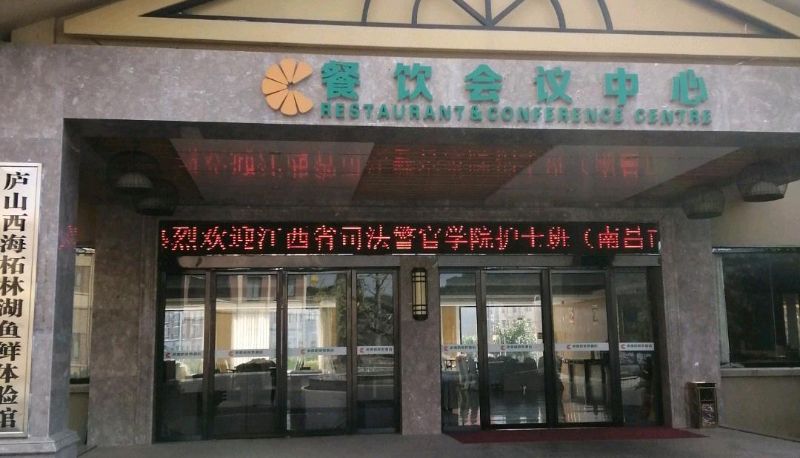 餐饮会议中心
RESTAURANT&CONFERENCE CENTRE
热烈欢迎江西省司法警官学院护士班（南昌市
庐山西海柘林湖鱼鲜体验馆